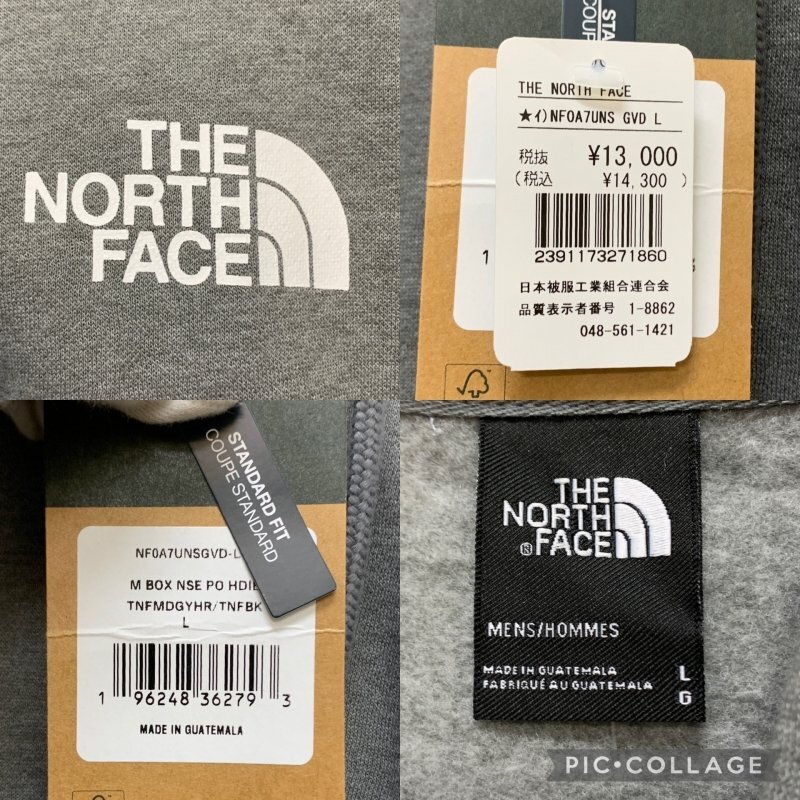 THE
NORTH
FACE
STANDARD
COUPE
THE NORTH FACE
★イ)NF0A7UNS GVD L
税抜 ¥13,000
(税込 ¥14,300 )
2391173271860
1
日本被服工業組合連合会
品質表示者番号 1-8862
048-561-1421
STANDARD FIT
COUPE STANDARD
NF0A7UNSGVD-L
M BOX NSE PO HDIE
TNFMDGYHR/TNFBK
L
1 96248 36279 3
MADE IN GUATEMALA
THE
NORTH
FACE
®
MENS/HOMMES
MADE IN GUATEMALA
FABRIQUÉ AU GUATEMALA
L
G
PIC•COLLAGE